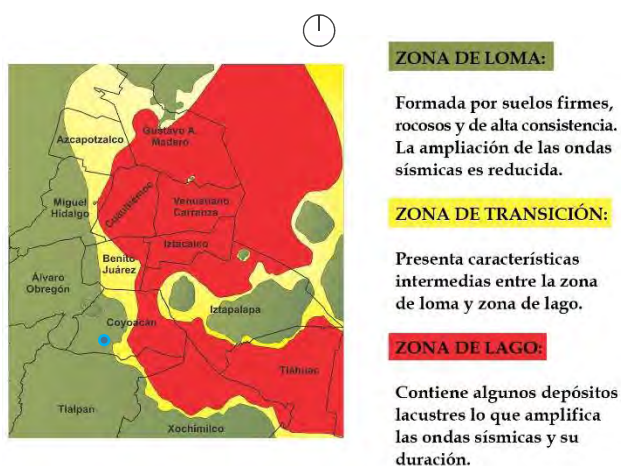 Azcapotzalco
Gustavo A.
Madero
Miguel
Hidalgo
Cuauhtémoc
Venustiano
Carranza
Iztacalco
Benito
Juárez
Álvaro
Obregón
Coyoacán
Iztapalapa
Tláhuac
Tlalpan
Xochimilco
ZONA DE LOMA:
Formada por suelos firmes,
rocosos y de alta consistencia.
La ampliación de las ondas
sísmicas es reducida.
ZONA DE TRANSICIÓN:
Presenta características
intermedias entre la zona
de loma y zona de lago.
ZONA DE LAGO:
Contiene algunos depósitos
lacustres lo que amplifica
las ondas sísmicas y su
duración.